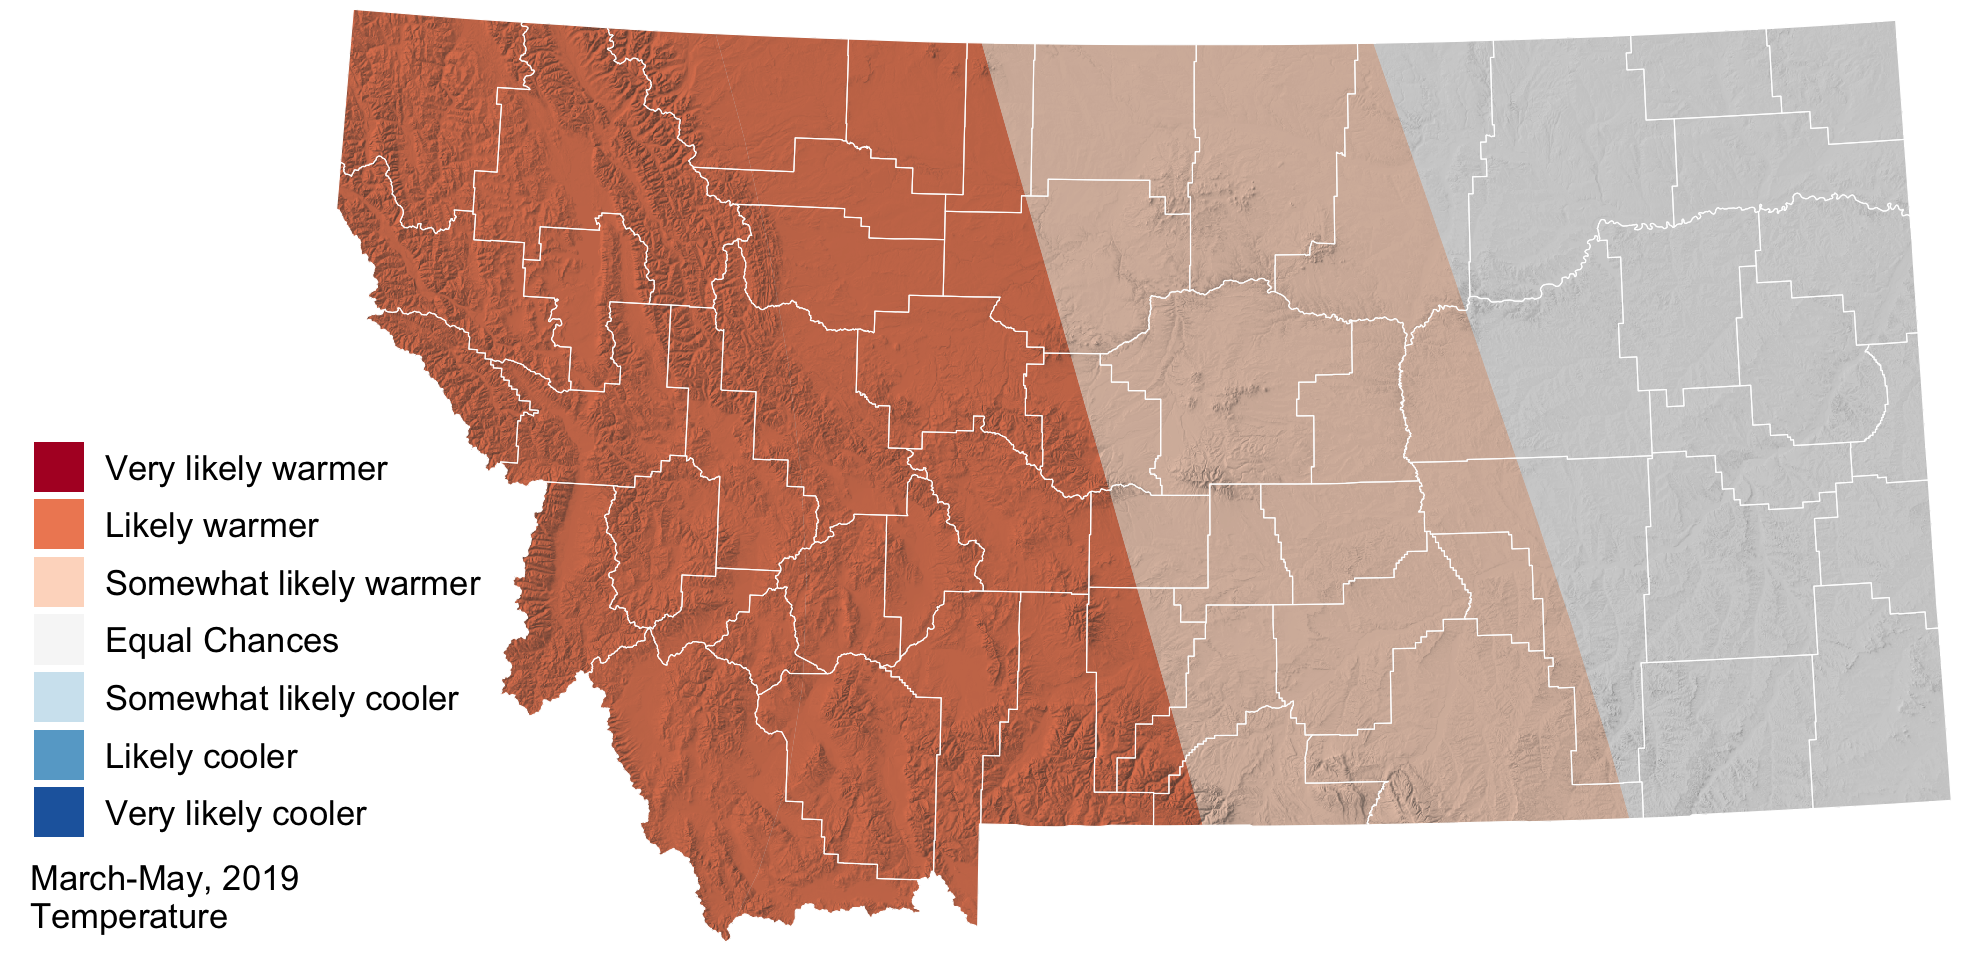 Very likely warmer
Likely warmer
Somewhat likely warmer
Equal Chances
Somewhat likely cooler
Likely cooler
Very likely cooler
March-May, 2019
Temperature